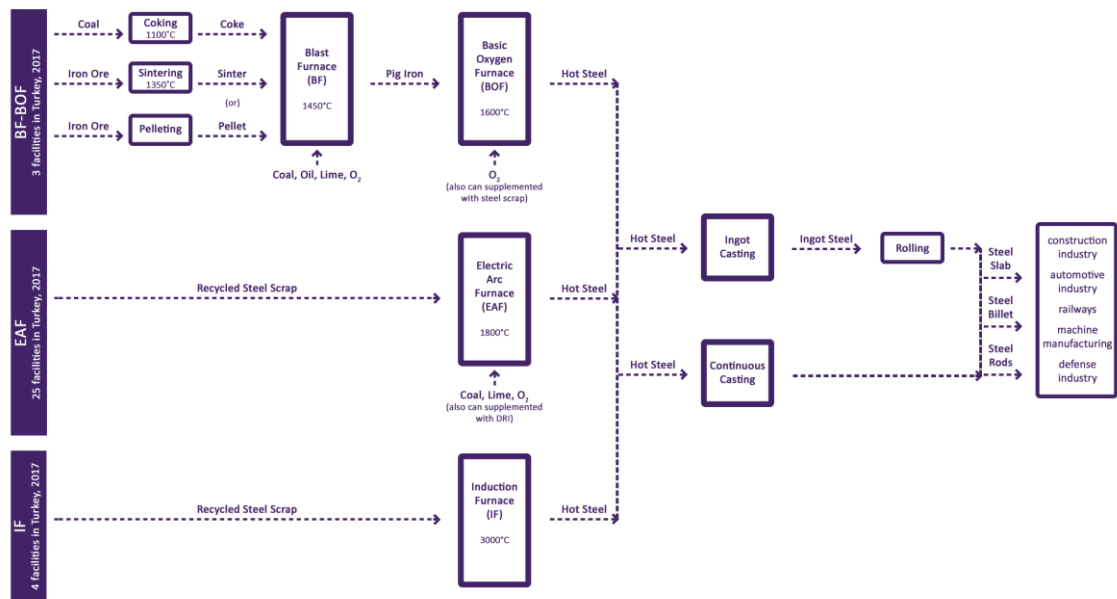 BF-BOF
3 facilities in Turkey, 2017
Coal
Coking
1100°C
Coke
Iron Ore
Sintering
1350°C
Sinter
(or)
Iron Ore
Pelleting
Pellet
Blast
Furnace
(BF)
1450°C
Coal, Oil, Lime, O₂
Pig Iron
Basic
Oxygen
Furnace
(BOF)
1600°C
O₂
(also can supplemented
with steel scrap)
Hot Steel
EAF
25 facilities in Turkey, 2017
Recycled Steel Scrap
Electric
Arc
Furnace
(EAF)
1800°C
Coal, Lime, O₂
(also can supplemented
with DRI)
Hot Steel
IF
4 facilities in Turkey, 2017
Recycled Steel Scrap
Induction
Furnace
(IF)
3000°C
Hot Steel
Hot Steel
Ingot
Casting
Ingot Steel
Rolling
Hot Steel
Continuous
Casting
Steel
Slab
Steel
Billet
Steel
Rods
construction
industry
automotive
industry
railways
machine
manufacturing
defense
industry